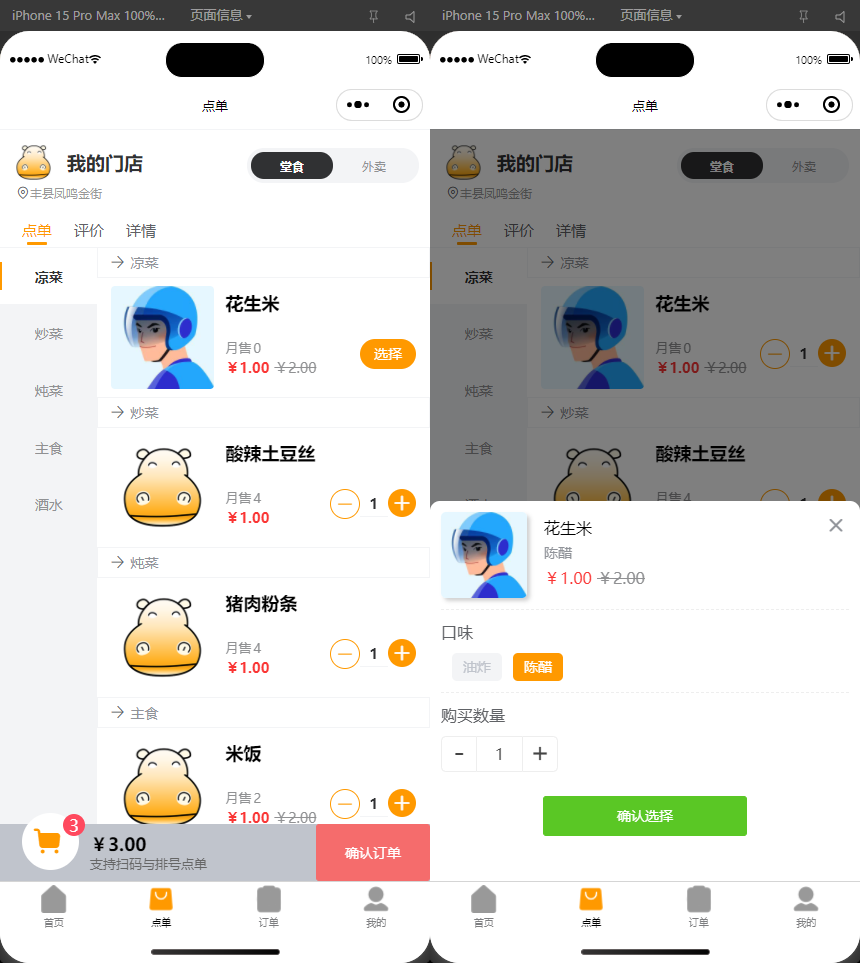 iPhone 15 Pro Max 100%...
页面信息
WeChat
100%
点单
我的门店
堂食
外卖
丰县凤鸣金街
点单
评价
详情
凉菜
炒菜
炖菜
主食
酒水
凉菜
花生米
月售0
￥1.00 ￥2.00
选择
炒菜
酸辣土豆丝
月售4
￥1.00
1
炖菜
猪肉粉条
月售4
￥1.00
1
主食
米饭
月售2
￥1.00 ￥2.00
1
3
￥3.00
支持扫码与排号点单
确认订单
首页
点单
订单
我的
iPhone 15 Pro Max 100%...
页面信息
WeChat
100%
点单
我的门店
堂食
外卖
丰县凤鸣金街
点单
评价
详情
凉菜
炒菜
炖菜
主食
酒水
凉菜
花生米
月售0
￥1.00 ￥2.00
1
炒菜
酸辣土豆丝
月售4
1
花生米
陈醋
￥1.00 ￥2.00
口味
油炸
陈醋
购买数量
- 1 +
确认选择
首页
点单
订单
我的